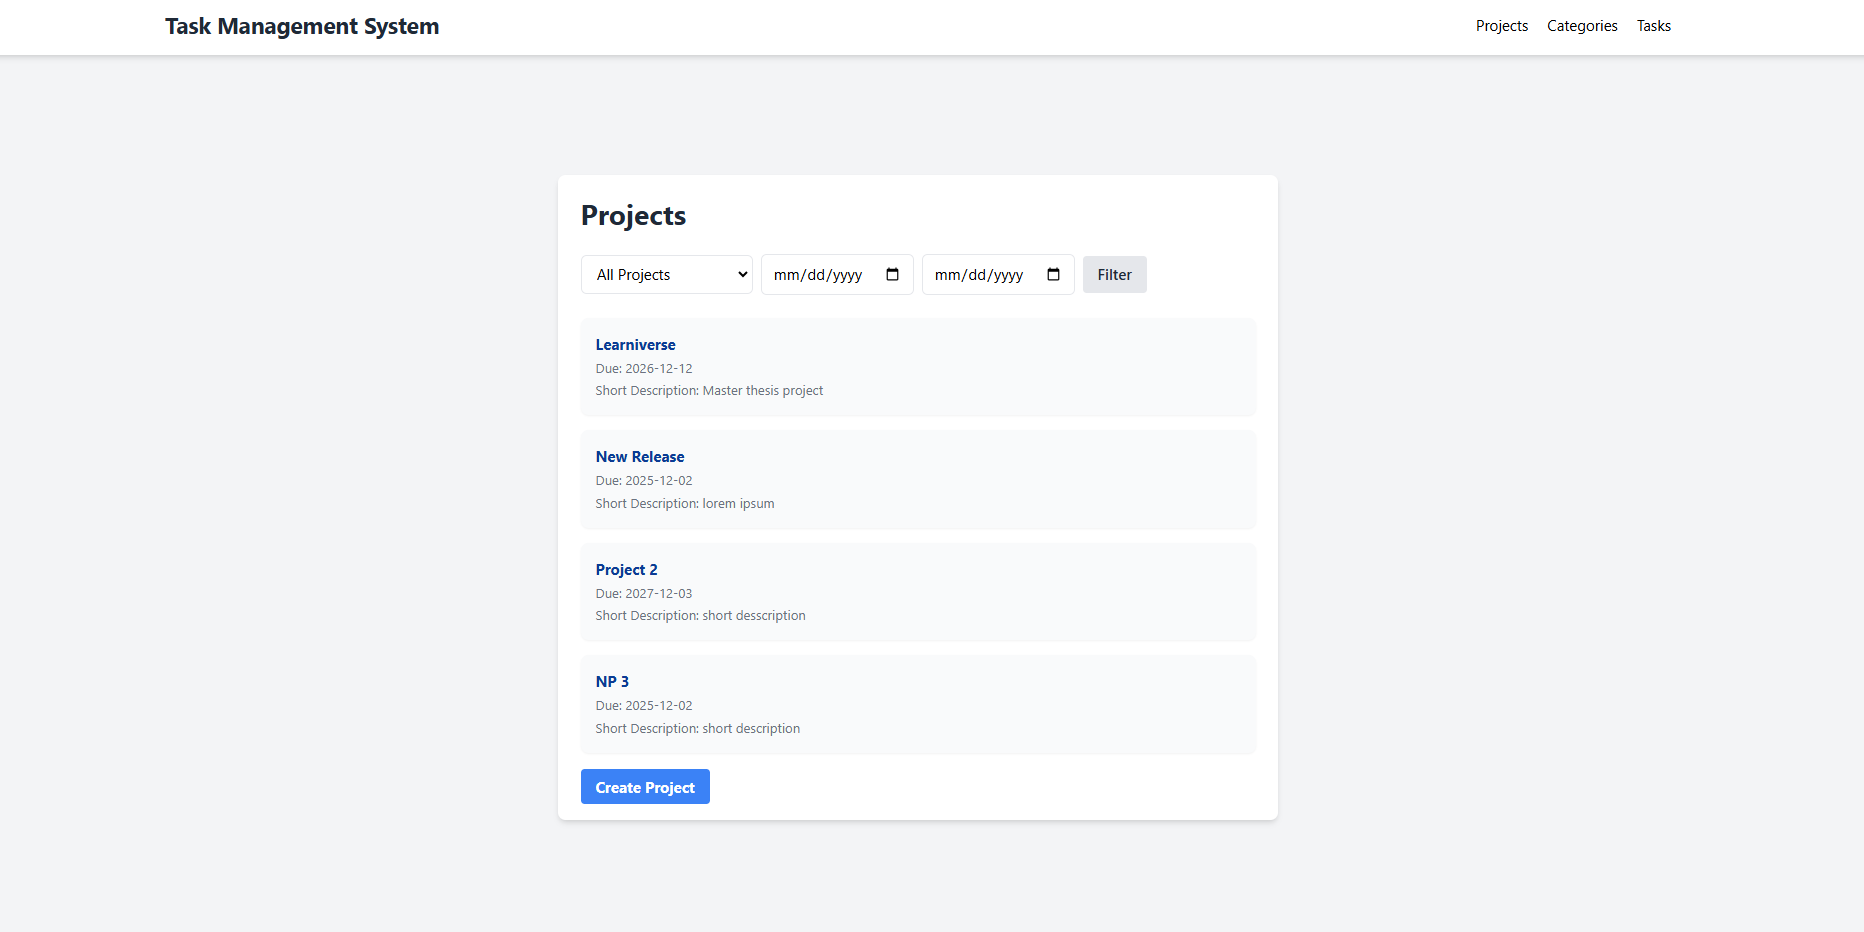 Task Management System
Projects Categories Tasks
Projects
All Projects mm/dd/yyyy mm/dd/yyyy Filter
Learniverse
Due: 2026-12-12
Short Description: Master thesis project
New Release
Due: 2025-12-02
Short Description: lorem ipsum
Project 2
Due: 2027-12-03
Short Description: short desscription
NP 3
Due: 2025-12-02
Short Description: short description
Create Project